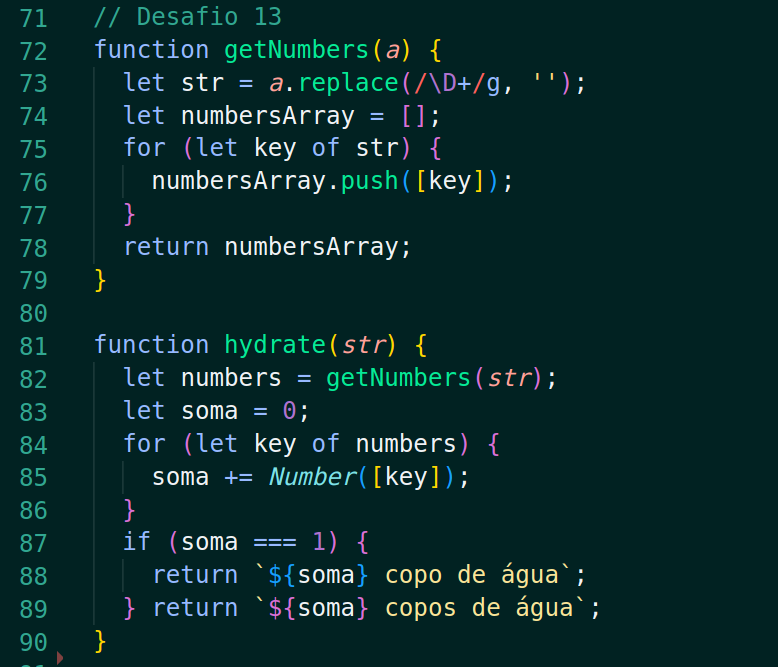 71 // Desafio 13
72 function getNumbers(a) {
73 let str = a.replace(/\D+/g, '');
74 let numbersArray = [];
75 for (let key of str) {
76 numbersArray.push([key]);
77 }
78 return numbersArray;
79 }
80
81 function hydrate(str) {
82 let numbers = getNumbers(str);
83 let soma = 0;
84 for (let key of numbers) {
85 soma += Number([key]);
86 }
87 if (soma === 1) {
88 return `${soma} copo de água`;
89 } return `${soma} copos de água`;
90 }